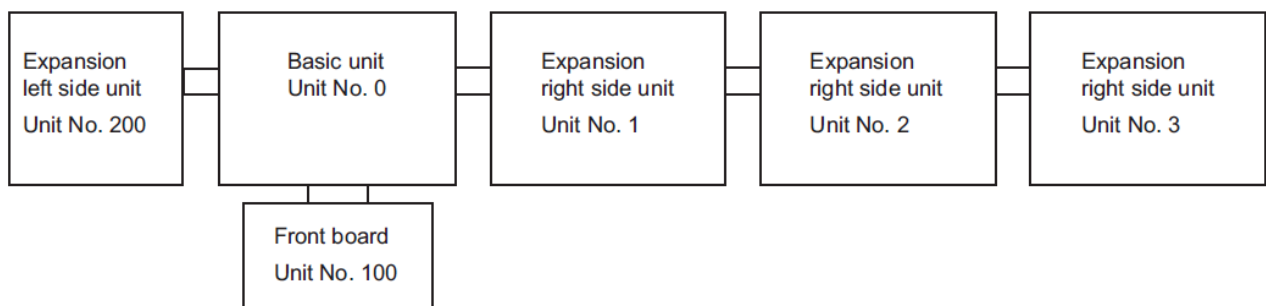 Expansion
left side unit
Unit No. 200
Basic unit
Unit No. 0
Expansion
right side unit
Unit No. 1
Expansion
right side unit
Unit No. 2
Expansion
right side unit
Unit No. 3
Front board
Unit No. 100